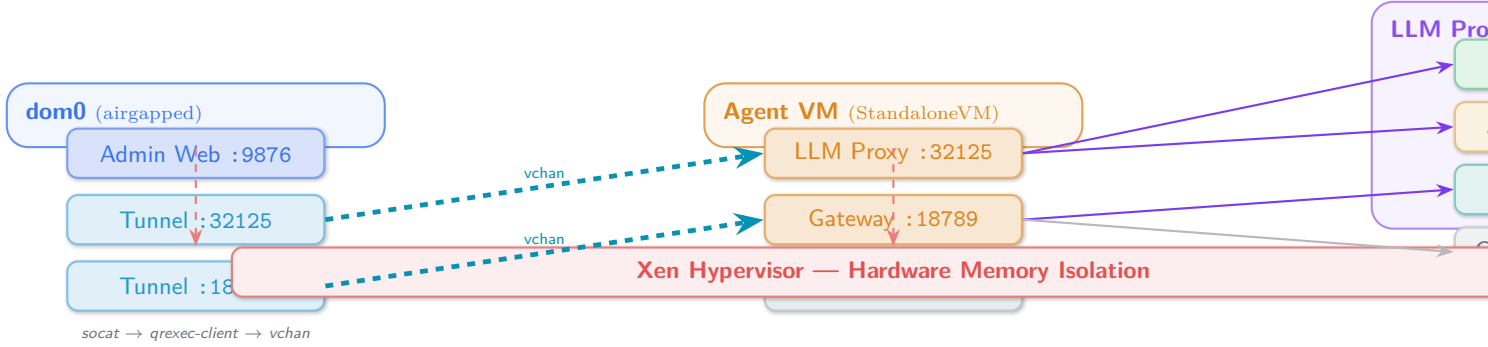 LLM Pro
dom0 (airgapped)
Agent VM (StandaloneVM)
Admin Web :9876
LLM Proxy :32125
vchan
Tunnel :32125
Gateway :18789
vchan
Xen Hypervisor — Hardware Memory Isolation
Tunnel :18
socat → qrexec-client → vchan